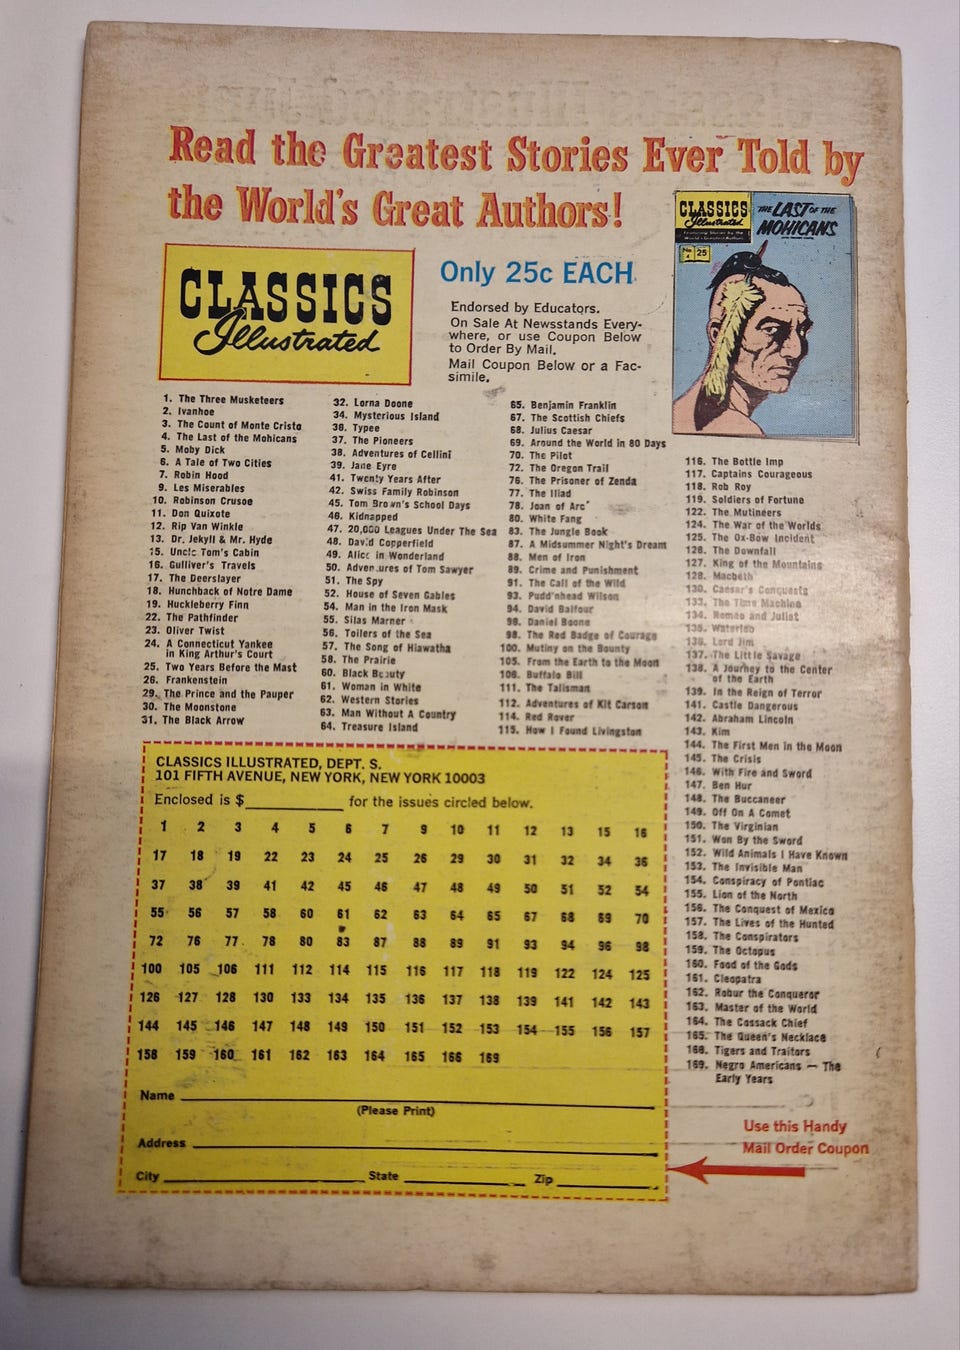 Read the Greatest Stories Ever Told by
the World's Great Authors!
CLASSICS
Illustrated
Only 25c EACH
Endorsed by Educators.
On Sale At Newsstands Every-
where, or use Coupon Below
to Order By Mail.
Mail Coupon Below or a Fac-
simile.
CLASSICS
Illustrated
Featuring Stories by the
World's Greatest Authors
No. 25
THE LAST OF THE
MOHICANS
1. The Three Musketeers
2. Ivanhoe
3. The Count of Monte Cristo
4. The Last of the Mohicans
5. Moby Dick
6. A Tale of Two Cities
7. Robin Hood
9. Les Miserables
10. Robinson Crusoe
11. Don Quixote
12. Rip Van Winkle
13. Dr. Jekyll & Mr. Hyde
15. Uncle Tom's Cabin
16. Gulliver's Travels
17. The Deerslayer
18. Hunchback of Notre Dame
19. Huckleberry Finn
22. The Pathfinder
23. Oliver Twist
24. A Connecticut Yankee
in King Arthur's Court
25. Two Years Before the Mast
26. Frankenstein
29. The Prince and the Pauper
30. The Moonstone
31. The Black Arrow
32. Lorna Doone
34. Mysterious Island
36. Typee
37. The Pioneers
38. Adventures of Cellini
39. Jane Eyre
41. Twenty Years After
42. Swiss Family Robinson
45. Tom Brown's School Days
46. Kidnapped
47. 20,000 Leagues Under The Sea
48. David Copperfield
49. Alice in Wonderland
50. Adventures of Tom Sawyer
51. The Spy
52. House of Seven Gables
54. Man in the Iron Mask
55. Silas Marner
56. Toilers of the Sea
57. The Song of Hiawatha
58. The Prairie
60. Black Beauty
61. Woman in White
62. Western Stories
63. Man Without A Country
64. Treasure Island
65. Benjamin Franklin
67. The Scottish Chiefs
68. Julius Caesar
69. Around the World in 80 Days
70. The Pilot
72. The Oregon Trail
76. The Prisoner of Zenda
77. The Iliad
78. Joan of Arc
80. White Fang
83. The Jungle Book
87. A Midsummer Night's Dream
88. Men of Iron
89. Crime and Punishment
91. The Call of the Wild
93. Pudd'nhead Wilson
94. David Balfour
96. Daniel Boone
98. The Red Badge of Courage
100. Mutiny on the Bounty
105. From the Earth to the Moon
106. Buffalo Bill
111. The Talisman
112. Adventures of Kit Carson
114. Red Rover
115. How I Found Livingston
116. The Bottle Imp
117. Captains Courageous
118. Rob Roy
119. Soldiers of Fortune
122. The Mutineers
124. The War of the Worlds
125. The Ox-Bow Incident
126. The Downfall
127. King of the Mountains
128. Macbeth
130. Caesar's Conquests
133. The Time Machine
134. Romeo and Juliet
135. Waterloo
136. Lord Jim
137. The Little Savage
138. A Journey to the Center
of the Earth
139. In the Reign of Terror
141. Castle Dangerous
142. Abraham Lincoln
143. Kim
144. The First Men in the Moon
145. The Crisis
146. With Fire and Sword
147. Ben Hur
148. The Buccaneer
149. Off On A Comet
150. The Virginian
151. Won By the Sword
152. Wild Animals I Have Known
153. The Invisible Man
154. Conspiracy of Pontiac
155. Lion of the North
156. The Conquest of Mexico
157. The Lives of the Hunted
158. The Conspirators
159. The Octopus
160. Food of the Gods
161. Cleopatra
162. Robur the Conqueror
163. Master of the World
164. The Cossack Chief
165. The Queen's Necklace
166. Tigers and Traitors
169. Negro Americans — The
Early Years
CLASSICS ILLUSTRATED, DEPT. S.
101 FIFTH AVENUE, NEW YORK, NEW YORK 10003
Enclosed is $ for the issues circled below.
1 2 3 4 5 6 7 9 10 11 12 13 15 16
17 18 19 22 23 24 25 26 29 30 31 32 34 36
37 38 39 41 42 45 46 47 48 49 50 51 52 54
55 56 57 58 60 61 62 63 64 65 67 68 69 70
72 76 77 78 80 83 87 88 89 91 93 94 96 98
100 105 106 111 112 114 115 116 117 118 119 122 124 125
126 127 128 130 133 134 135 136 137 138 139 141 142 143
144 145 146 147 148 149 150 151 152 153 154 155 156 157
158 159 160 161 162 163 164 165 166 169
Name
(Please Print)
Address
City State Zip
Use this Handy
Mail Order Coupon